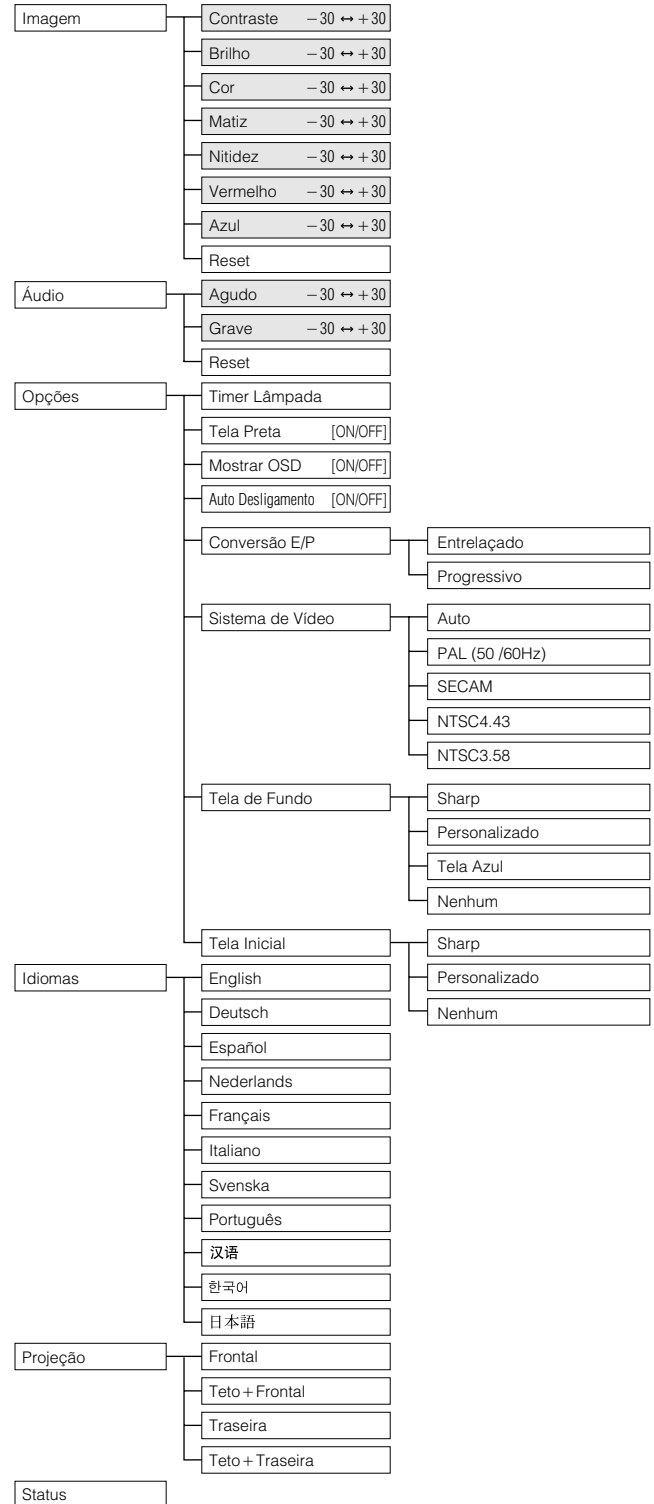 Imagem
Contraste −30 ↔ +30
Brilho −30 ↔ +30
Cor −30 ↔ +30
Matiz −30 ↔ +30
Nitidez −30 ↔ +30
Vermelho −30 ↔ +30
Azul −30 ↔ +30
Reset
Áudio
Agudo −30 ↔ +30
Grave −30 ↔ +30
Reset
Opções
Timer Lâmpada
Tela Preta [ON/OFF]
Mostrar OSD [ON/OFF]
Auto Desligamento [ON/OFF]
Conversão E/P
Entrelaçado
Progressivo
Sistema de Vídeo
Auto
PAL (50 /60Hz)
SECAM
NTSC4.43
NTSC3.58
Tela de Fundo
Sharp
Personalizado
Tela Azul
Nenhum
Tela Inicial
Sharp
Personalizado
Nenhum
Idiomas
English
Deutsch
Español
Nederlands
Français
Italiano
Svenska
Português
汉语
한국어
日本語
Projeção
Frontal
Teto+Frontal
Traseira
Teto+Traseira
Status